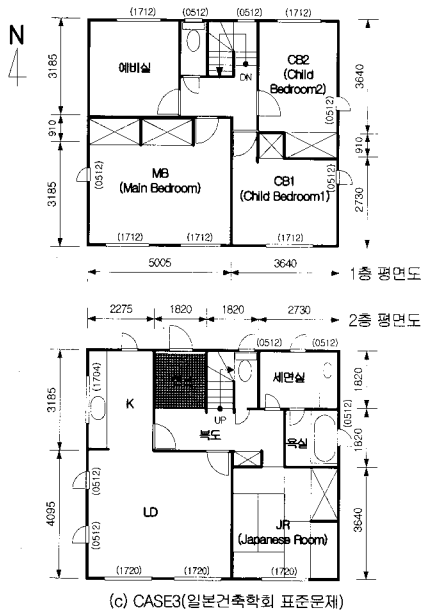 N
(1712)
(0512)
(0512)
(1712)
3185
예비실
DN
CB2
(Child
Bedroom2)
3640
(0512)
910
910
(0512)
MB
(Main Bedroom)
CB1
(Child Bedroom1)
(0512)
3185
2730
(1712)
(1712)
(1712)
5005
3640
1층 평면도
2275
1820
1820
2730
2층 평면도
(0512)
(0512)
(0512)
(1704)
3185
K
세면실
1820
UP
복도
(0512)
욕실
1820
(0512)
4095
LD
(0512)
JR
(Japanese Room)
3640
(1720)
(1720)
(1720)
(c) CASE3(일본건축학회 표준문제)